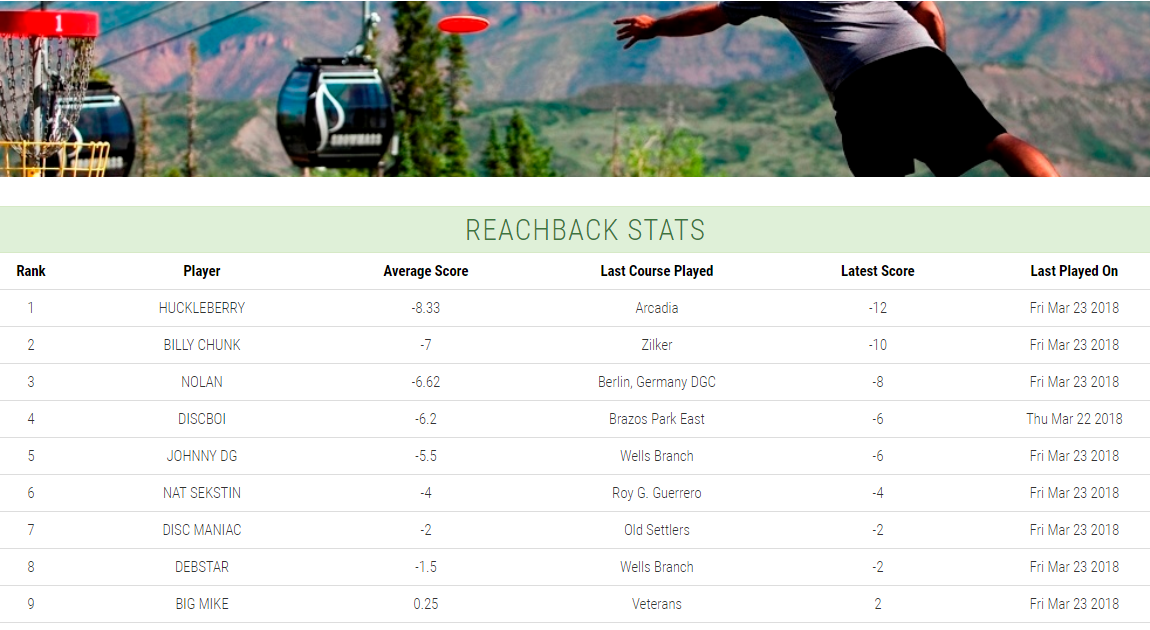 1
SNOWMASS
REACHBACK STATS
Rank Player Average Score Last Course Played Latest Score Last Played On
1 HUCKLEBERRY -8.33 Arcadia -12 Fri Mar 23 2018
2 BILLY CHUNK -7 Zilker -10 Fri Mar 23 2018
3 NOLAN -6.62 Berlin, Germany DGC -8 Fri Mar 23 2018
4 DISCBOI -6.2 Brazos Park East -6 Thu Mar 22 2018
5 JOHNNY DG -5.5 Wells Branch -6 Fri Mar 23 2018
6 NAT SEKSTIN -4 Roy G. Guerrero -4 Fri Mar 23 2018
7 DISC MANIAC -2 Old Settlers -2 Fri Mar 23 2018
8 DEBSTAR -1.5 Wells Branch -2 Fri Mar 23 2018
9 BIG MIKE 0.25 Veterans 2 Fri Mar 23 2018